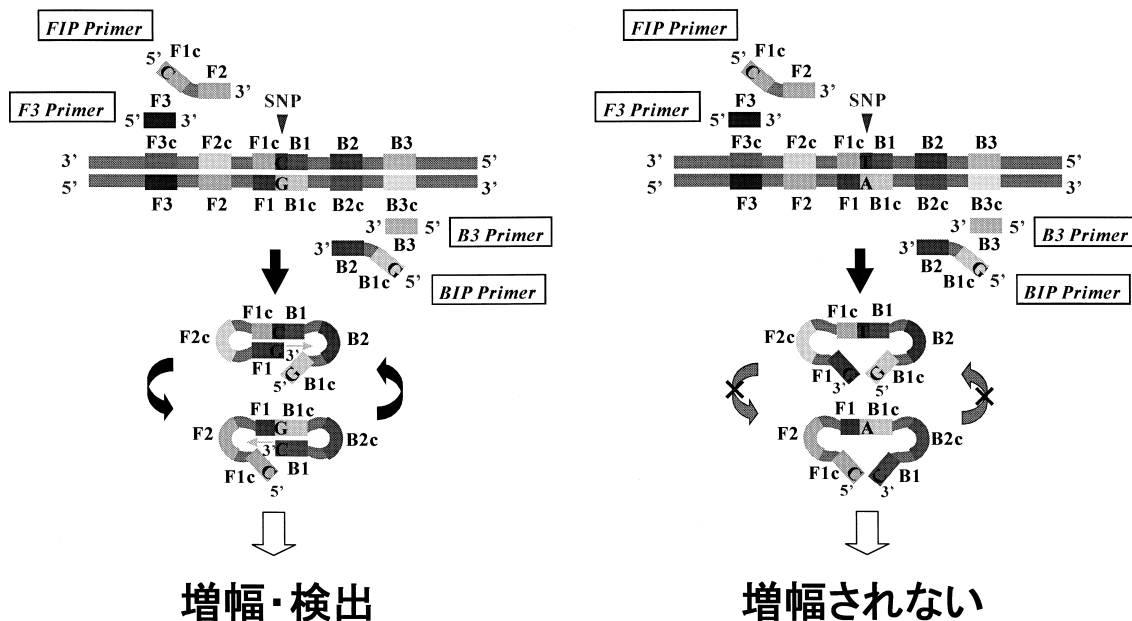 FIP Primer
5’ F1c
C F2
3’
F3 Primer
F3
5’ 3’
SNP
F3c F2c F1c B1 B2 B3
3’ C 5’
5’ G 3’
F3 F2 F1 B1c B2c B3c
3’ 5’
B3
B3 Primer
3’
B2
B1c G 5’
BIP Primer
F1c B1
F2c C B2
G 3’
F1 G B1c
5’
F1 B1c
F2 G B2c
3’ C
F1c C B1
5’
増幅・検出
FIP Primer
5’ F1c
C F2
3’
F3 Primer
F3
5’ 3’
SNP
F3c F2c F1c B1 B2 B3
3’ T 5’
5’ A 3’
F3 F2 F1 B1c B2c B3c
3’ 5’
B3
B3 Primer
3’
B2
B1c G 5’
BIP Primer
F1c B1
F2c T B2
F1 G B1c
3’ 5’
F1 B1c
F2 A B2c
F1c C C B1
5’ 3’
増幅されない